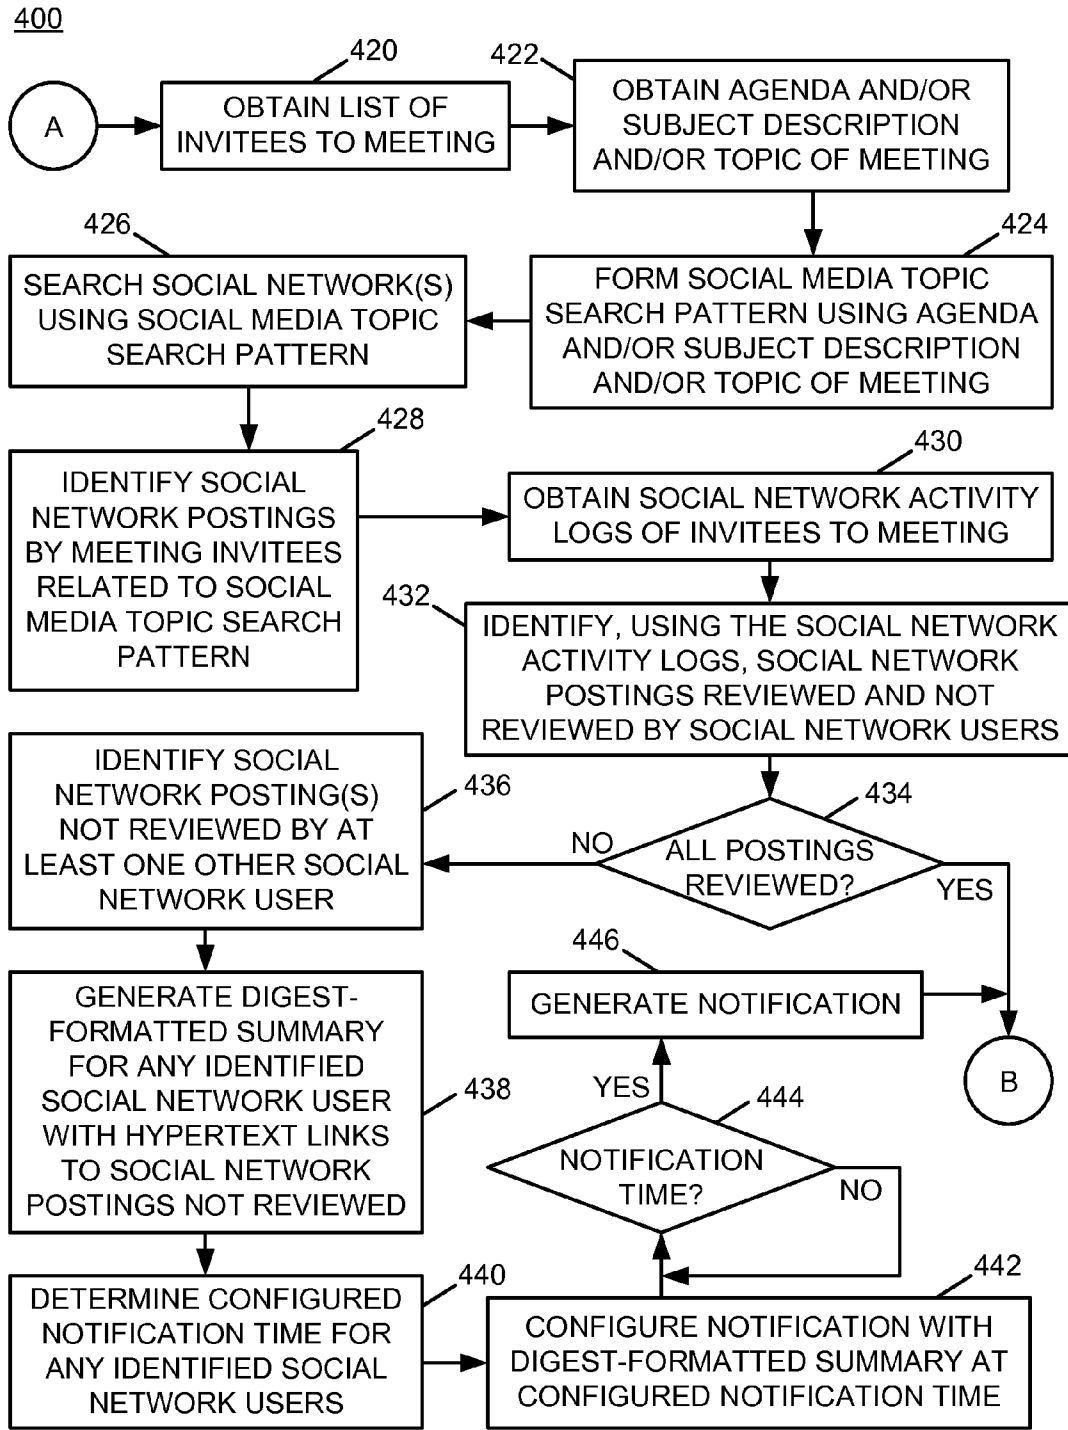 400
A
420
OBTAIN LIST OF
INVITEES TO MEETING
422
OBTAIN AGENDA AND/OR
SUBJECT DESCRIPTION
AND/OR TOPIC OF MEETING
424
FORM SOCIAL MEDIA TOPIC
SEARCH PATTERN USING AGENDA
AND/OR SUBJECT DESCRIPTION
AND/OR TOPIC OF MEETING
426
SEARCH SOCIAL NETWORK(S)
USING SOCIAL MEDIA TOPIC
SEARCH PATTERN
428
IDENTIFY SOCIAL
NETWORK POSTINGS
BY MEETING INVITEES
RELATED TO SOCIAL
MEDIA TOPIC SEARCH
PATTERN
430
OBTAIN SOCIAL NETWORK ACTIVITY
LOGS OF INVITEES TO MEETING
432
IDENTIFY, USING THE SOCIAL NETWORK
ACTIVITY LOGS, SOCIAL NETWORK
POSTINGS REVIEWED AND NOT
REVIEWED BY SOCIAL NETWORK USERS
434
ALL POSTINGS
REVIEWED?
NO
YES
436
IDENTIFY SOCIAL
NETWORK POSTING(S)
NOT REVIEWED BY AT
LEAST ONE OTHER SOCIAL
NETWORK USER
438
GENERATE DIGEST-
FORMATTED SUMMARY
FOR ANY IDENTIFIED
SOCIAL NETWORK USER
WITH HYPERTEXT LINKS
TO SOCIAL NETWORK
POSTINGS NOT REVIEWED
440
DETERMINE CONFIGURED
NOTIFICATION TIME FOR
ANY IDENTIFIED SOCIAL
NETWORK USERS
442
CONFIGURE NOTIFICATION WITH
DIGEST-FORMATTED SUMMARY AT
CONFIGURED NOTIFICATION TIME
444
NOTIFICATION
TIME?
NO
YES
446
GENERATE NOTIFICATION
B